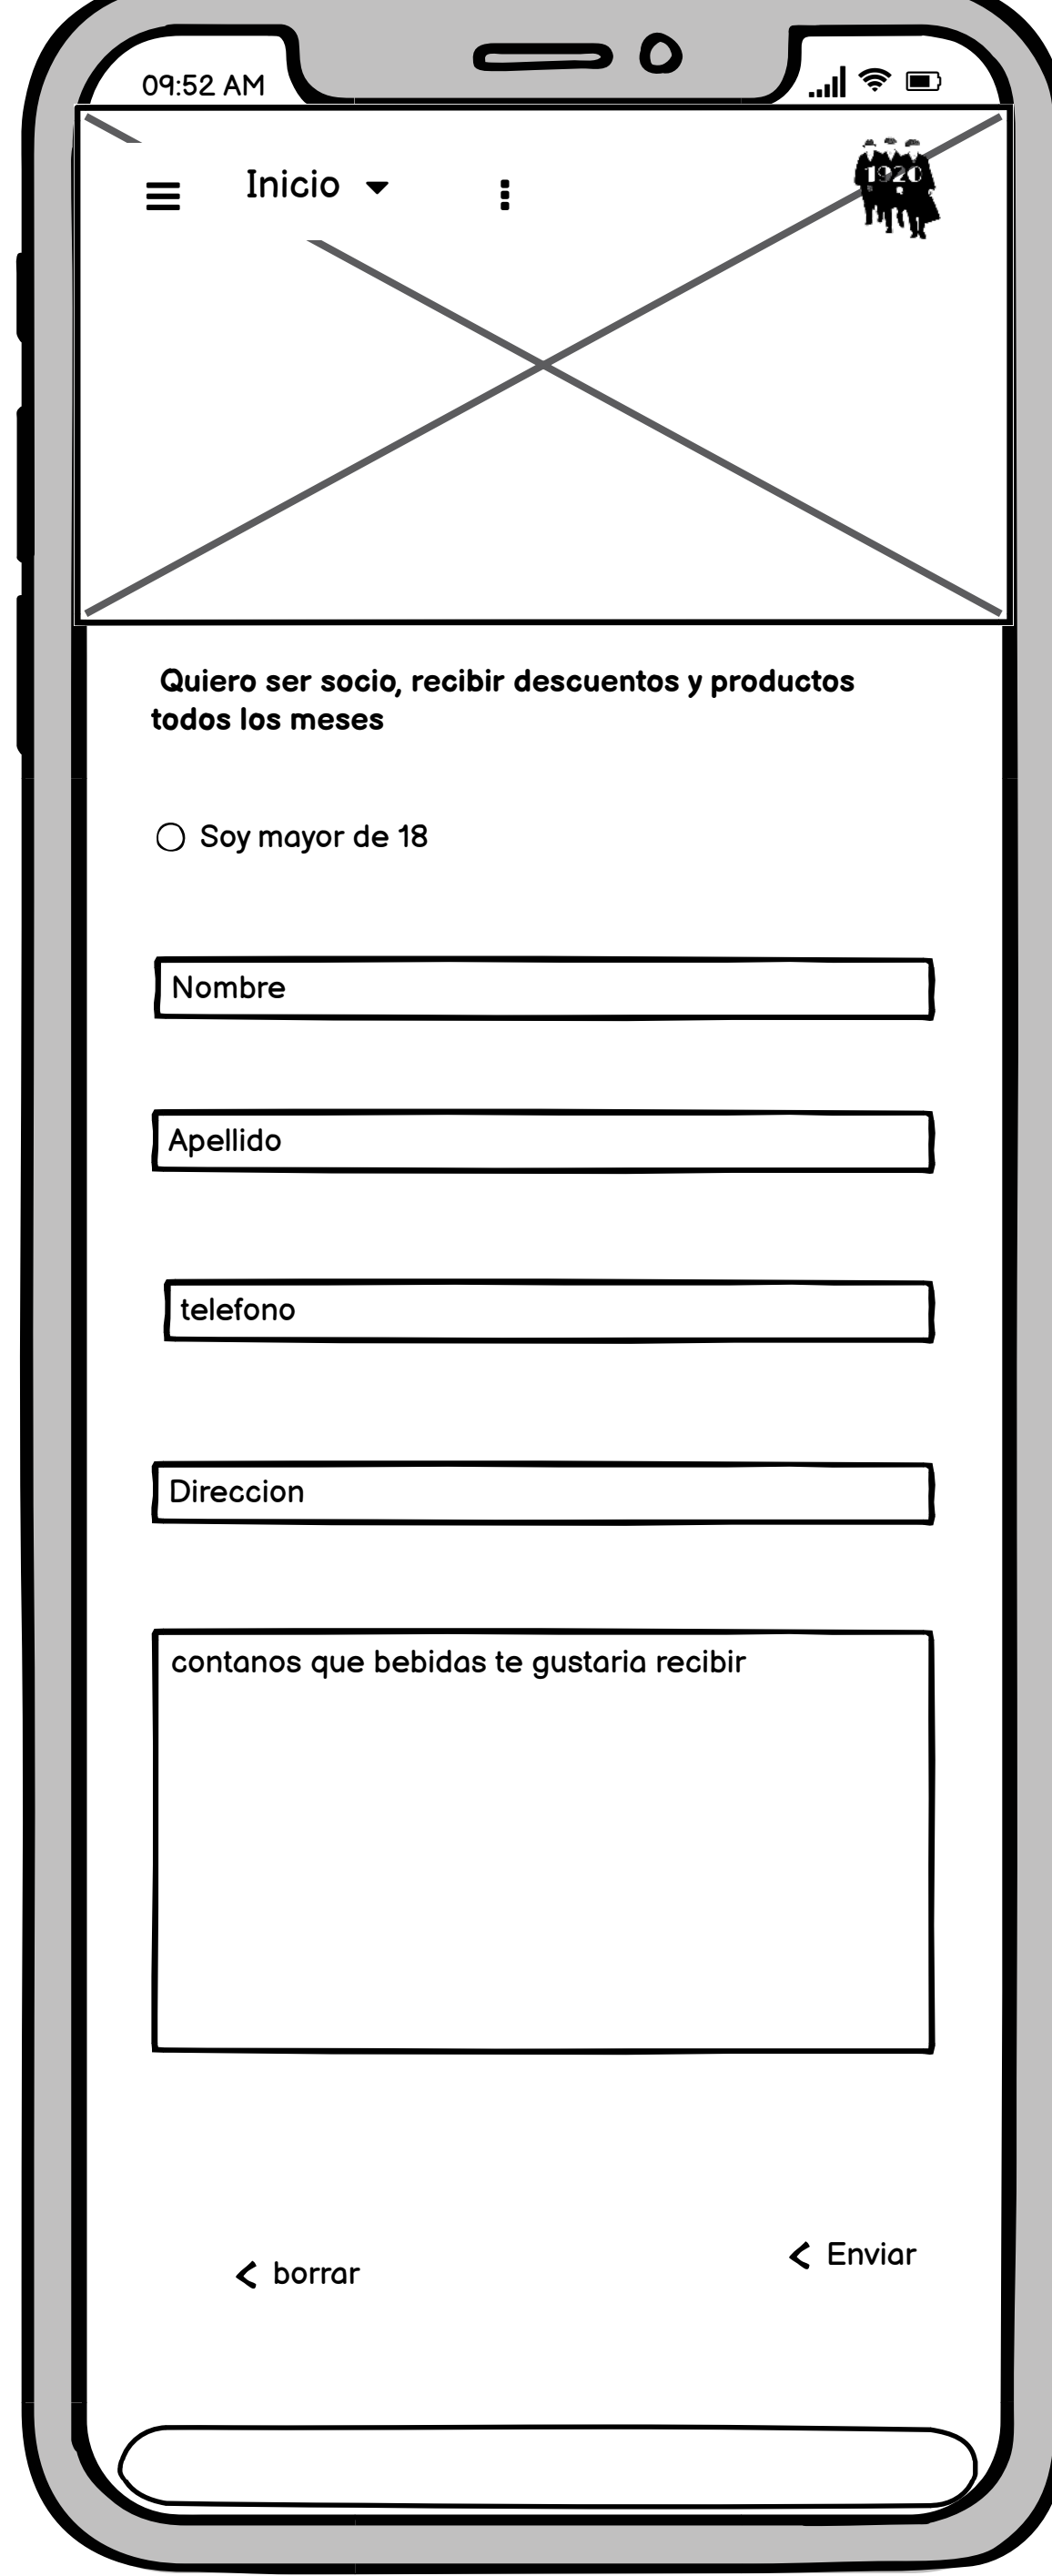 09:52 AM
Inicio
1920
Quiero ser socio, recibir descuentos y productos
todos los meses
Soy mayor de 18
Nombre
Apellido
telefono
Direccion
contanos que bebidas te gustaria recibir
borrar
Enviar